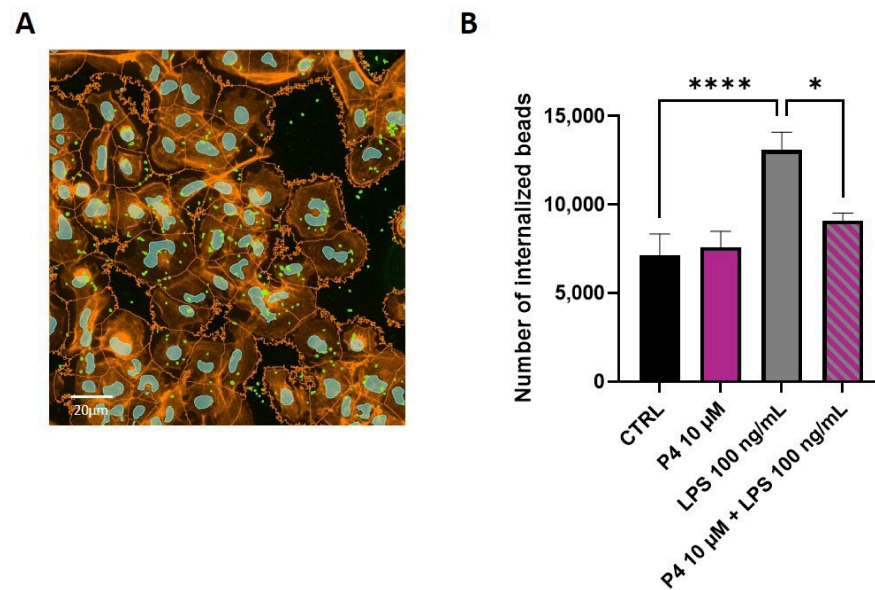 A
20µm
B
Number of internalized beads
15,000
10,000
5,000
0
**** *
CTRL
P4 10 µM
LPS 100 ng/mL
P4 10 µM + LPS 100 ng/mL